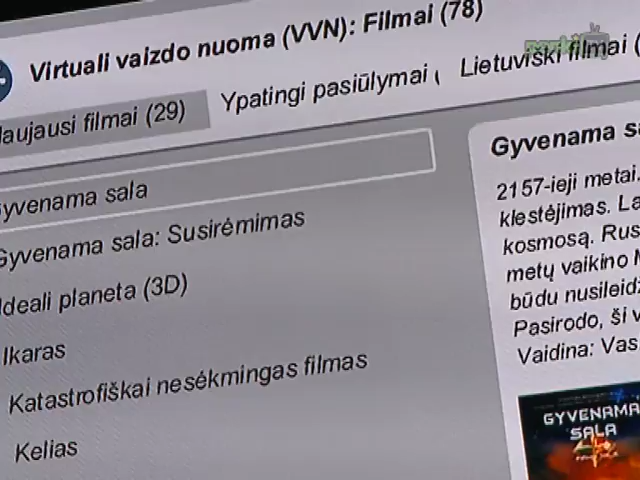 Virtuali vaizdo nuoma (VVN): Filmai (78)
aujausi filmai (29)
Ypatingi pasiūlymai (
Lietuviški filmai (
yvenama sala
Gyvenama sala: Susirėmimas
Ideali planeta (3D)
Ikaras
Katastrofiškai nesėkmingas filmas
Kelias
Gyvenama sa
2157-ieji metai.
klestėjimas. La
kosmosą. Rus
metų vaikino M
būdu nusileidž
Pasirodo, ši v
Vaidina: Vas
GYVENAMA
SALA